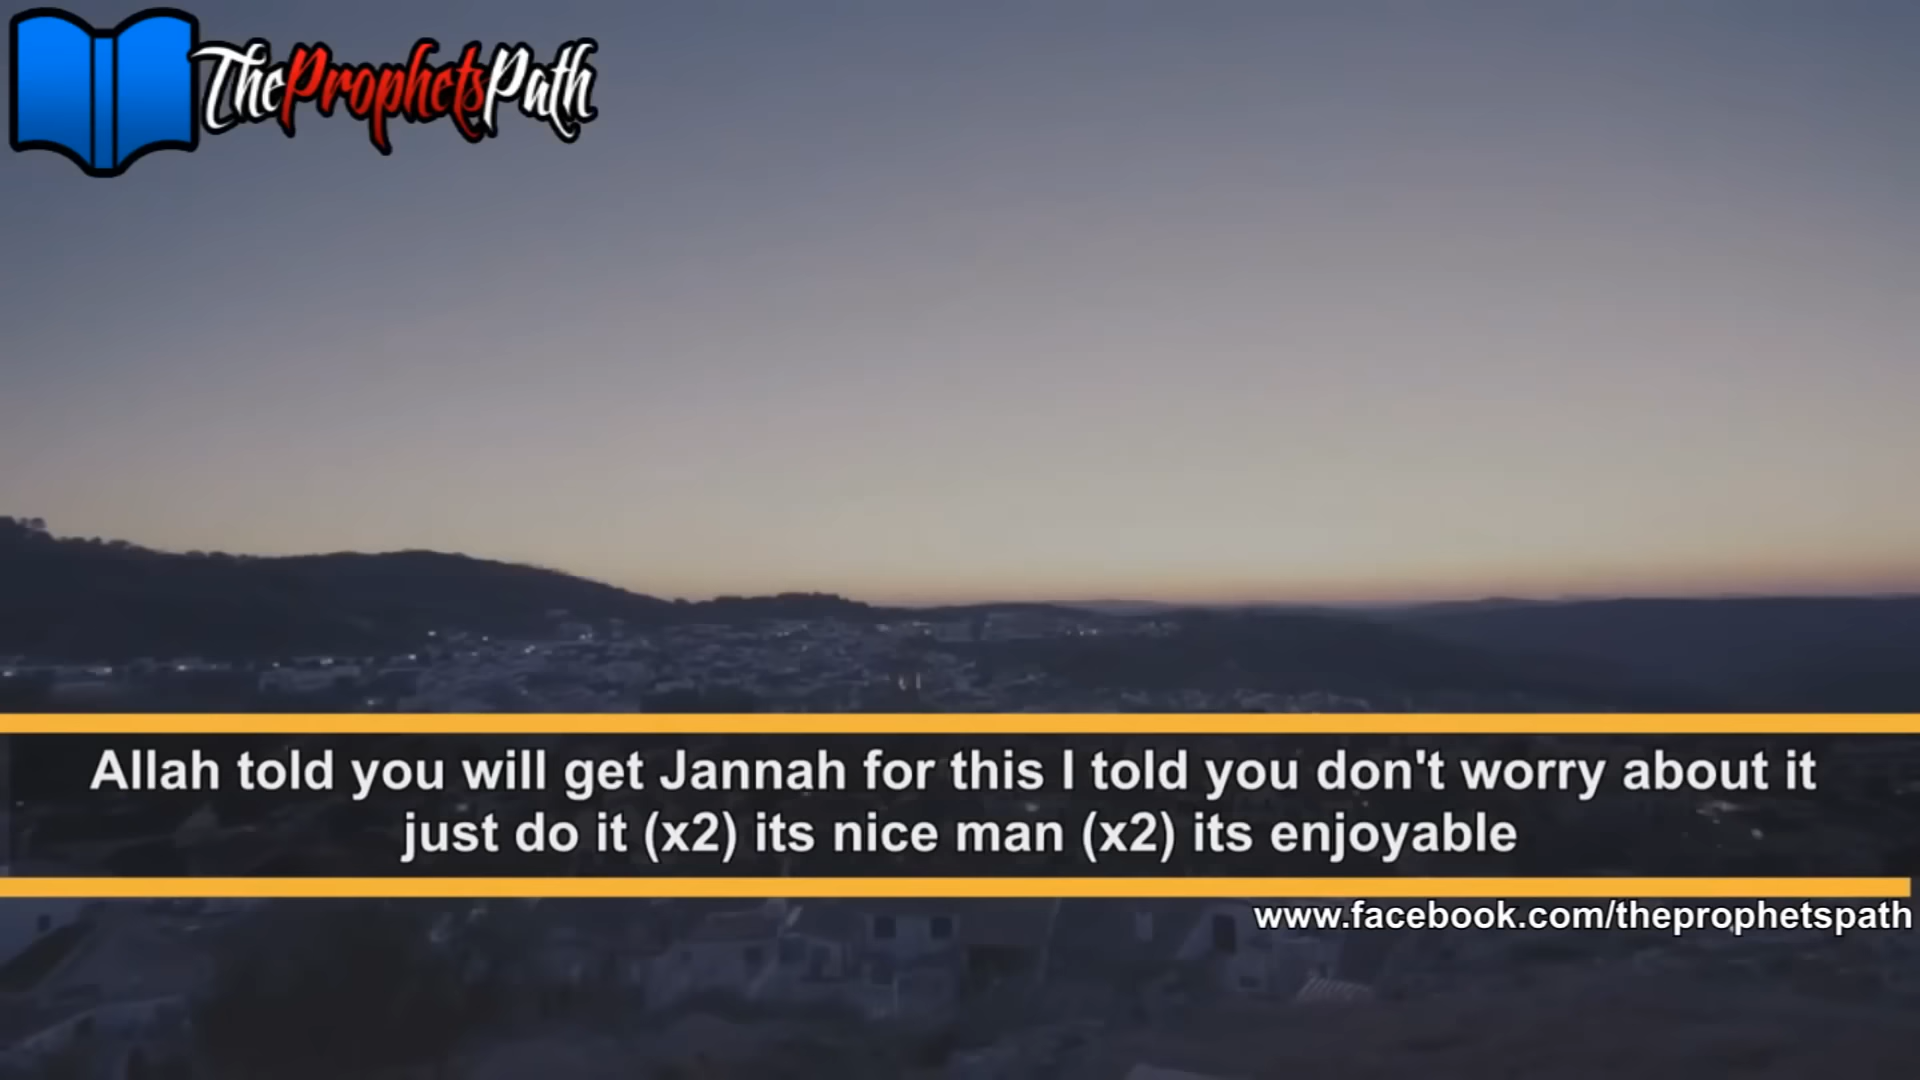 TheProphetsPath
Allah told you will get Jannah for this I told you don't worry about it
just do it (x2) its nice man (x2) its enjoyable
www.facebook.com/theprophetspath